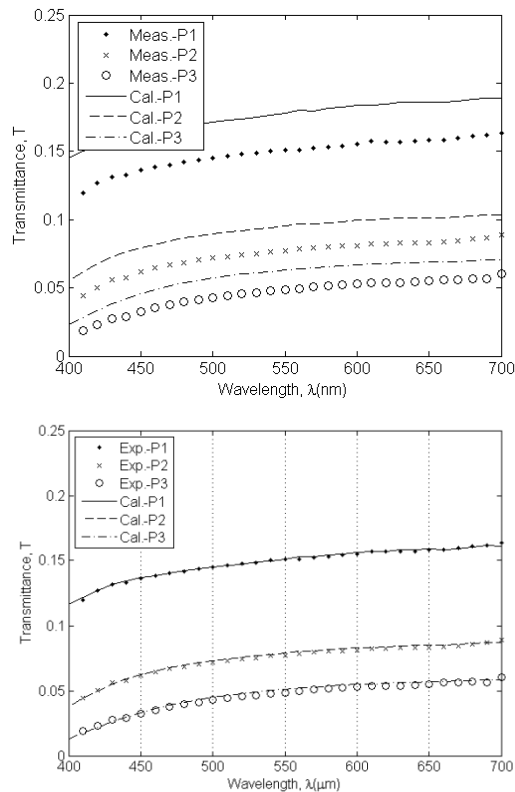 0.25
Meas.-P1
Meas.-P2
Meas.-P3
Cal.-P1
Cal.-P2
Cal.-P3
0.2
0.15
0.1
0.05
0
Transmittance, T
400 450 500 550 600 650 700
Wavelength, λ(nm)
0.25
Exp.-P1
Exp.-P2
Exp.-P3
Cal.-P1
Cal.-P2
Cal.-P3
0.2
0.15
0.1
0.05
0
Transmittance, T
400 450 500 550 600 650 700
Wavelength, λ(μm)